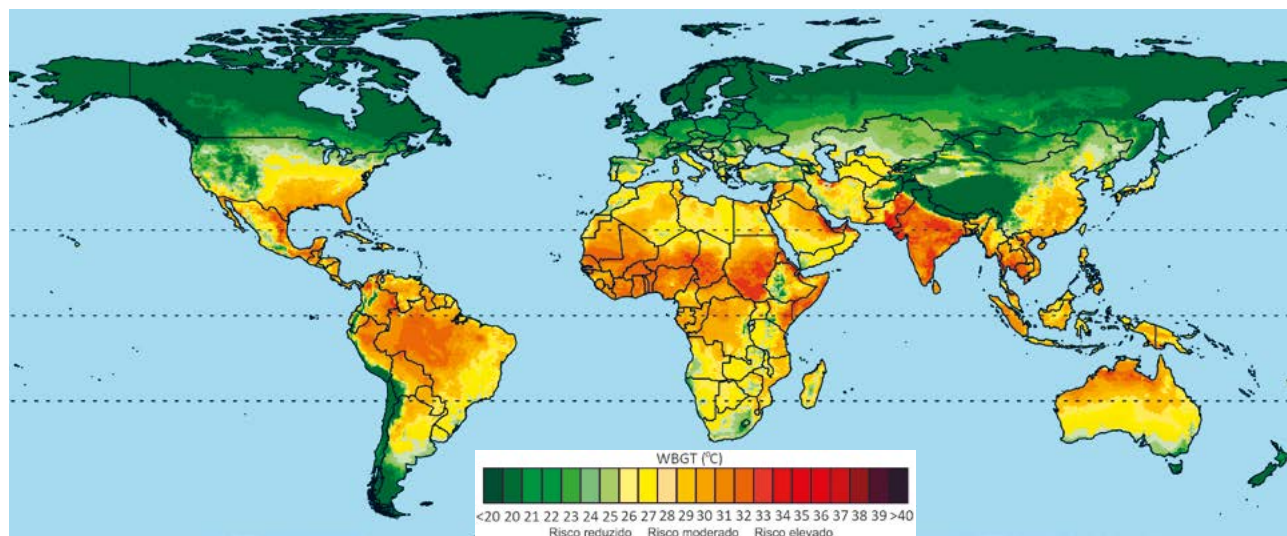 WBGT (°C)
<20 20 21 22 23 24 25 26 27 28 29 30 31 32 33 34 35 36 37 38 39 >40
Risco reduzido Risco moderado Risco elevado